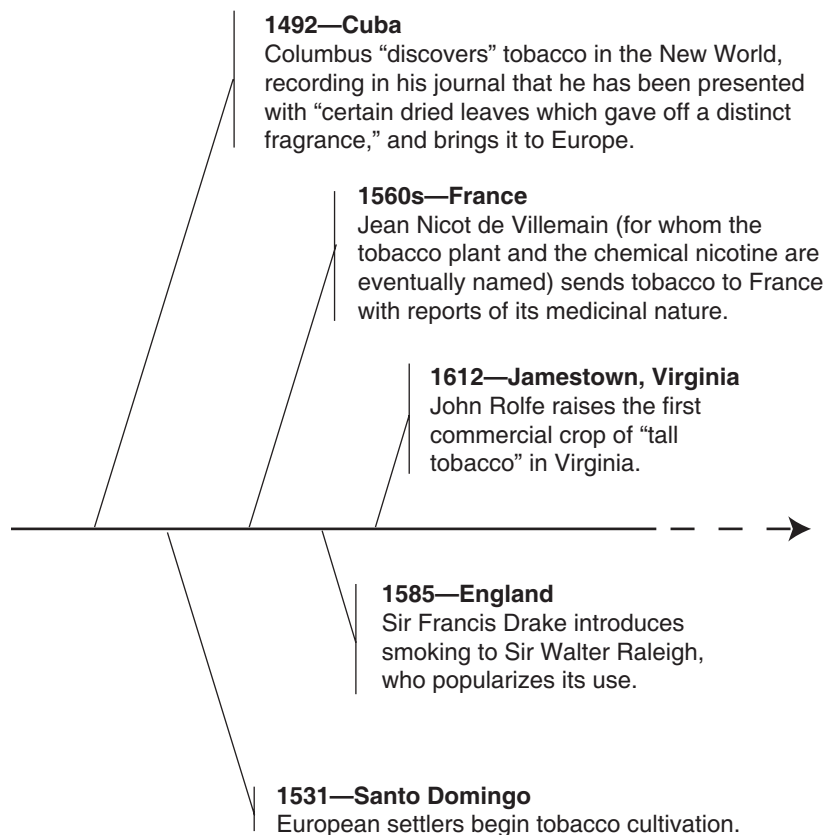 1492—Cuba
Columbus “discovers” tobacco in the New World,
recording in his journal that he has been presented
with “certain dried leaves which gave off a distinct
fragrance,” and brings it to Europe.
1560s—France
Jean Nicot de Villemain (for whom the
tobacco plant and the chemical nicotine are
eventually named) sends tobacco to France
with reports of its medicinal nature.
1612—Jamestown, Virginia
John Rolfe raises the first
commercial crop of “tall
tobacco” in Virginia.
1585—England
Sir Francis Drake introduces
smoking to Sir Walter Raleigh,
who popularizes its use.
1531—Santo Domingo
European settlers begin tobacco cultivation.